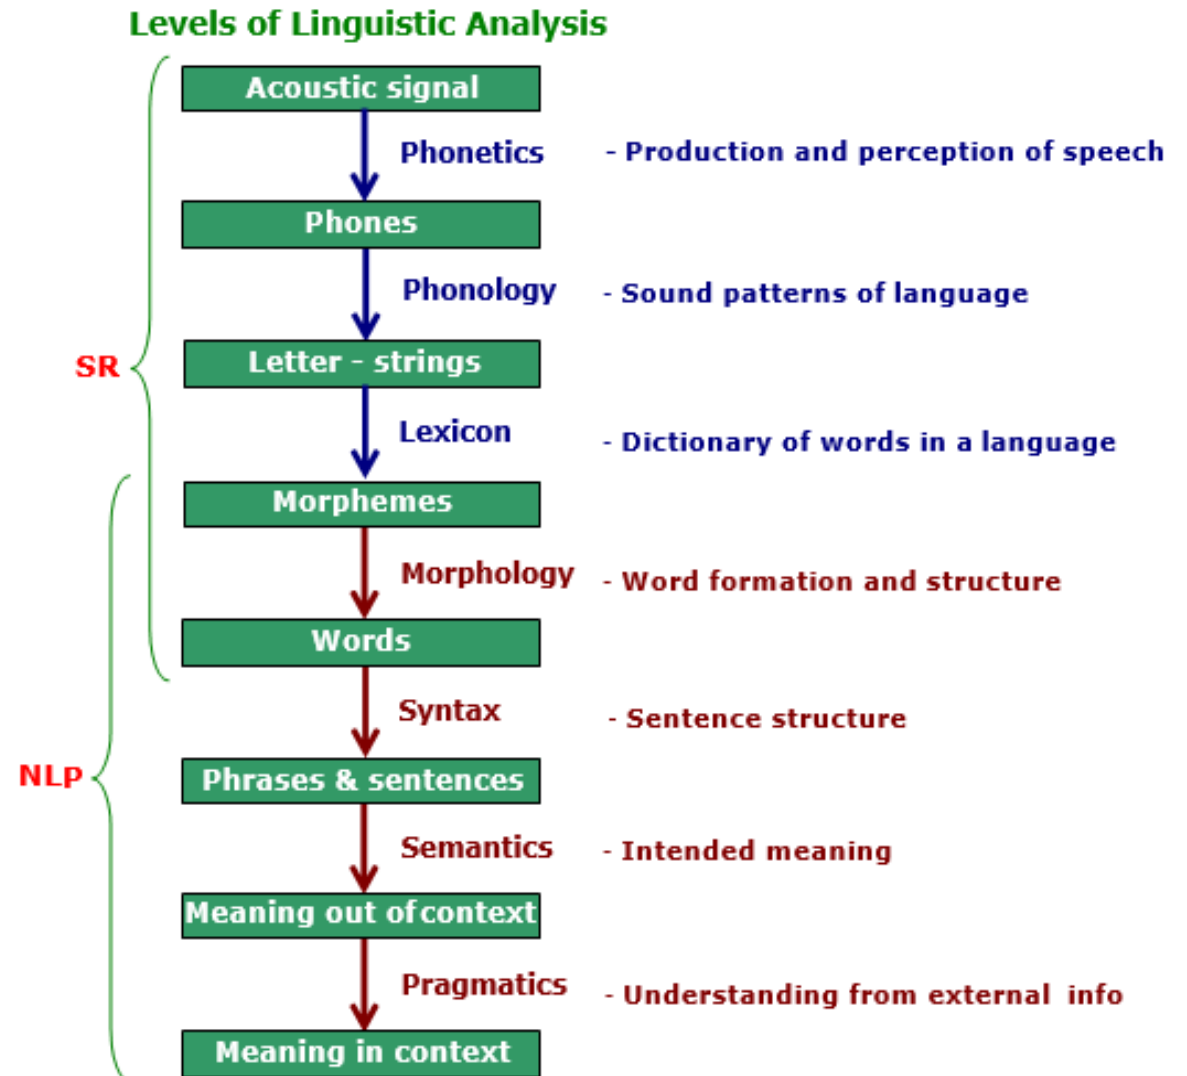 Levels of Linguistic Analysis
Acoustic signal
Phonetics - Production and perception of speech
Phones
Phonology - Sound patterns of language
Letter - strings
SR
Lexicon - Dictionary of words in a language
Morphemes
Morphology - Word formation and structure
Words
Syntax - Sentence structure
Phrases & sentences
NLP
Semantics - Intended meaning
Meaning out of context
Pragmatics - Understanding from external info
Meaning in context